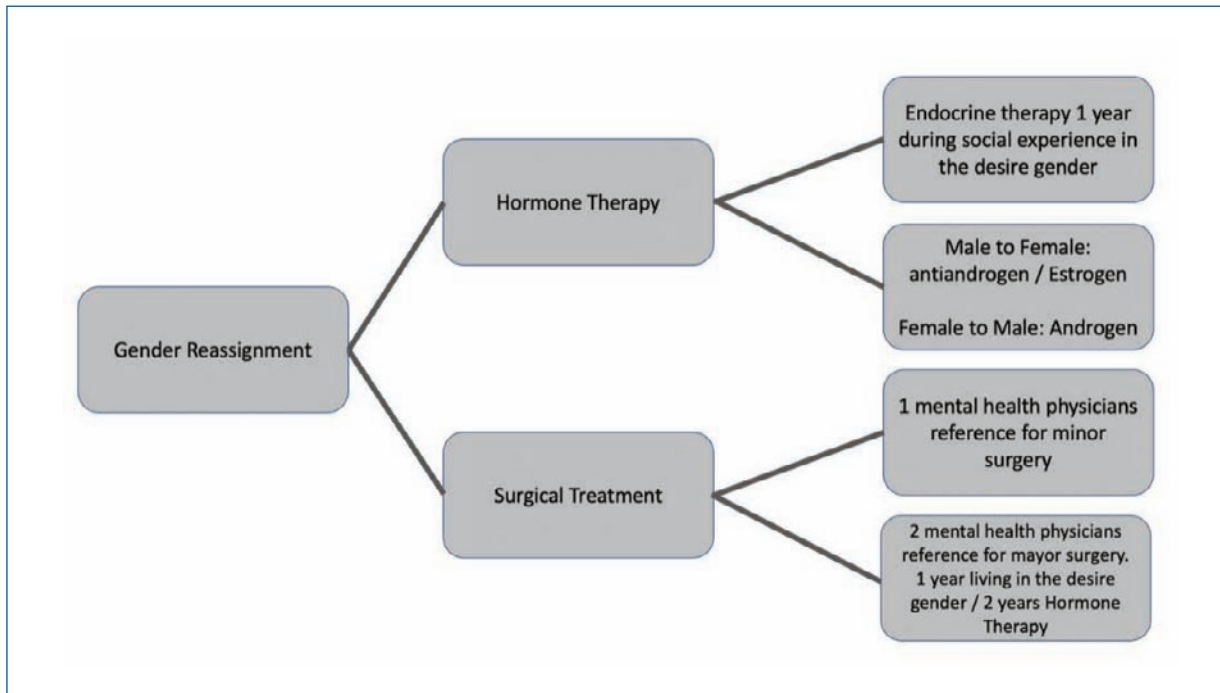 Gender Reassignment
Hormone Therapy
Surgical Treatment
Endocrine therapy 1 year
during social experience in
the desire gender
Male to Female:
antiandrogen / Estrogen
Female to Male: Androgen
1 mental health physicians
reference for minor
surgery
2 mental health physicians
reference for mayor surgery.
1 year living in the desire
gender / 2 years Hormone
Therapy